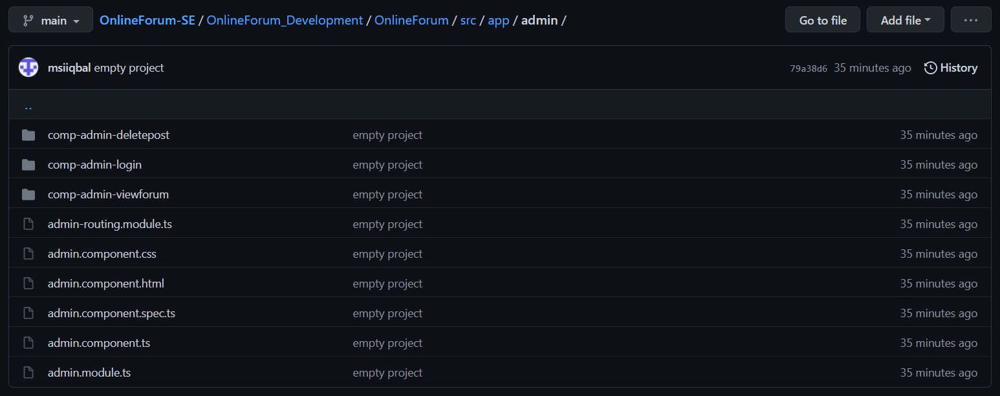 main OnlineForum-SE / OnlineForum_Development / OnlineForum / src / app / admin / Go to file Add file ...
msiiqbal empty project 79a38d6 35 minutes ago History
..
comp-admin-deletepost empty project 35 minutes ago
comp-admin-login empty project 35 minutes ago
comp-admin-viewforum empty project 35 minutes ago
admin-routing.module.ts empty project 35 minutes ago
admin.component.css empty project 35 minutes ago
admin.component.html empty project 35 minutes ago
admin.component.spec.ts empty project 35 minutes ago
admin.component.ts empty project 35 minutes ago
admin.module.ts empty project 35 minutes ago